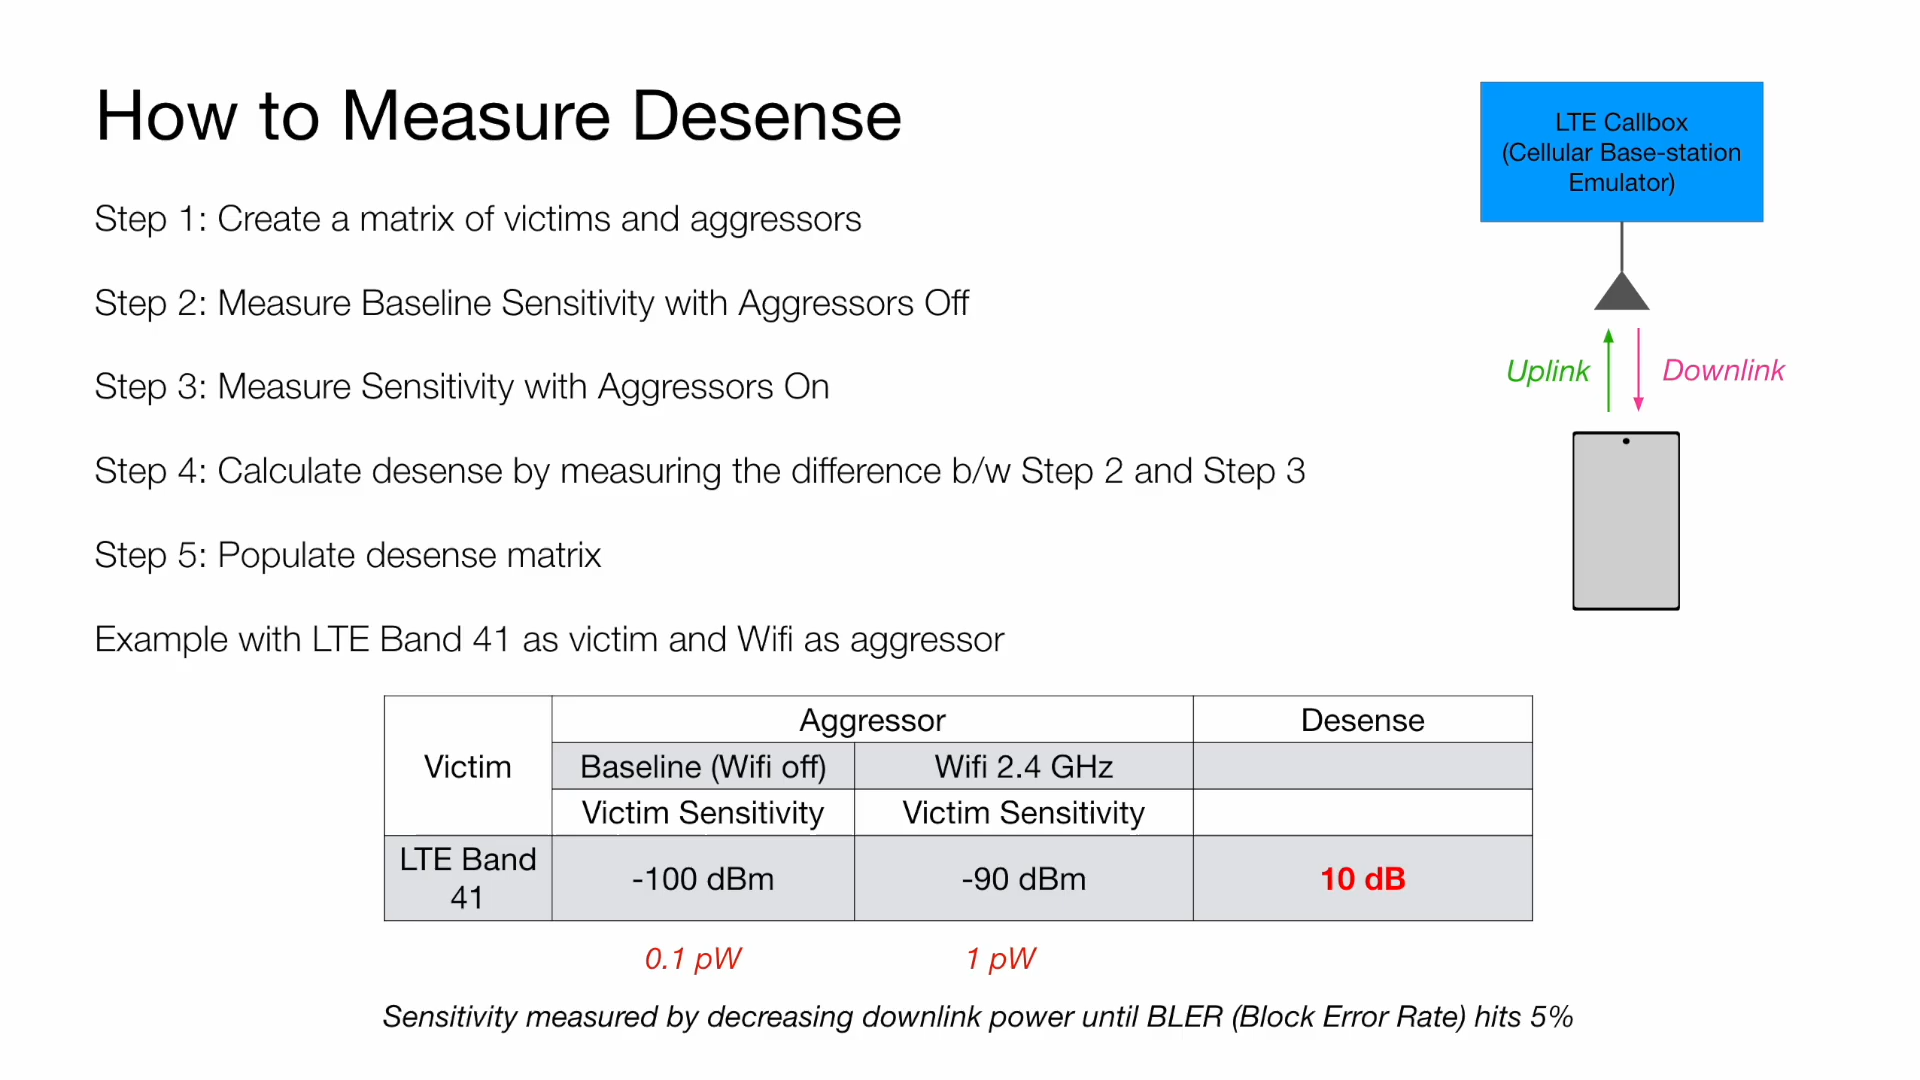 How to Measure Desense
LTE Callbox
(Cellular Base-station
Emulator)
Step 1: Create a matrix of victims and aggressors
Step 2: Measure Baseline Sensitivity with Aggressors Off
Step 3: Measure Sensitivity with Aggressors On
Uplink
Downlink
Step 4: Calculate desense by measuring the difference b/w Step 2 and Step 3
Step 5: Populate desense matrix
Example with LTE Band 41 as victim and Wifi as aggressor
Victim
Aggressor
Desense
Baseline (Wifi off)
Wifi 2.4 GHz
Victim Sensitivity
Victim Sensitivity
LTE Band
41
-100 dBm
-90 dBm
10 dB
0.1 pW
1 pW
Sensitivity measured by decreasing downlink power until BLER (Block Error Rate) hits 5%